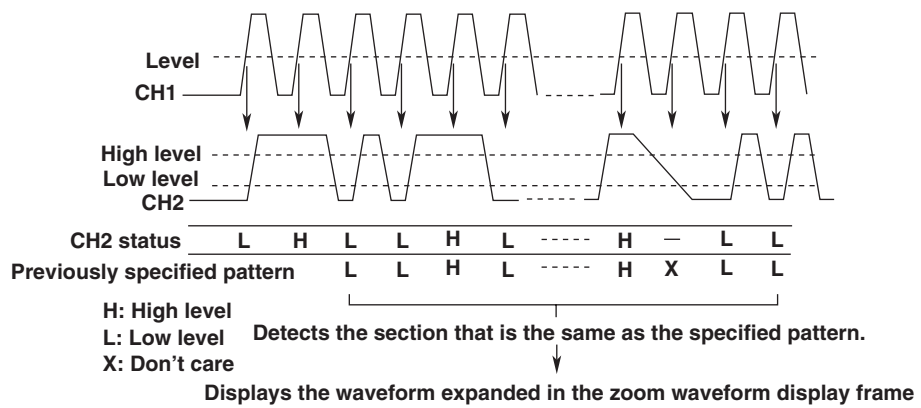 Level
CH1
High level
Low level
CH2
CH2 status L H L L H L ----- H — L L
Previously specified pattern L L H L ----- H X L L
H: High level
L: Low level
X: Don't care
Detects the section that is the same as the specified pattern.
Displays the waveform expanded in the zoom waveform display frame